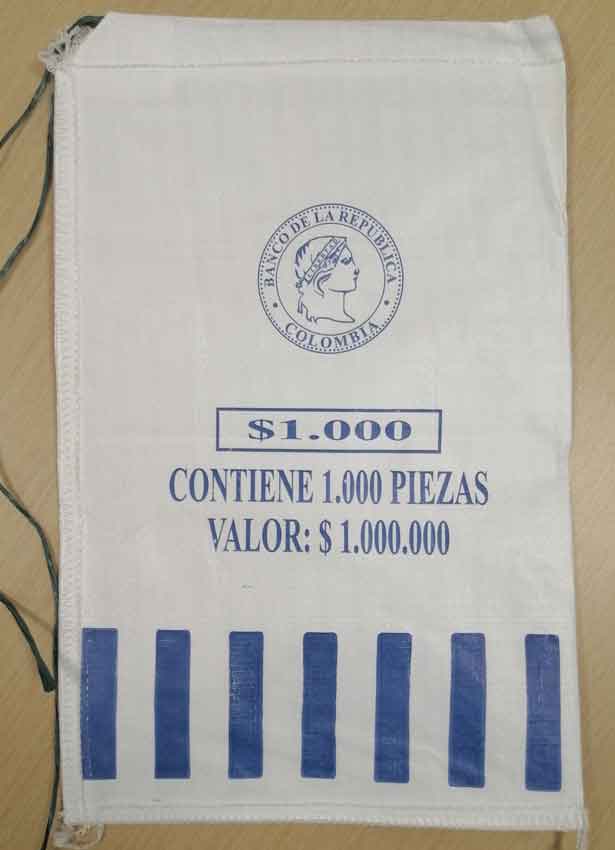 BANCO DE LA REPUBLICA
COLOMBIA
$1.000
CONTIENE 1.000 PIEZAS
VALOR: $ 1.000.000